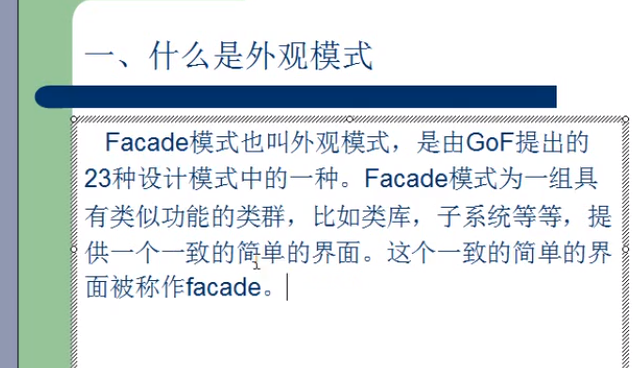 一、什么是外观模式
Facade模式也叫外观模式，是由GoF提出的
23种设计模式中的一种。Facade模式为一组具
有类似功能的类群，比如类库，子系统等等，提
供一个一致的简单的界面。这个一致的简单的界
面被称作facade。